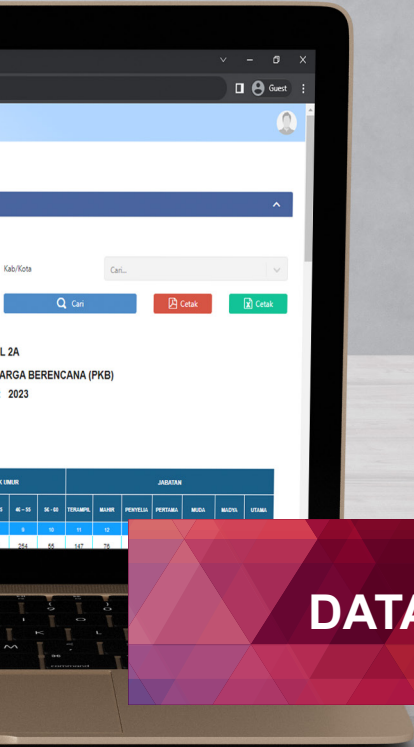 Guest
Kab/Kota
Cari...
Cari
Cetak
Cetak
L 2A
ARGA BERENCANA (PKB)
: 2023
K UMUR
JABATAN
46 – 55
56 - 60
TERAMPIL
MAHIR
PENYELIA
PERTAMA
MUDA
MADYA
UTAMA
9
10
11
12
254
55
147
76
DATA
command